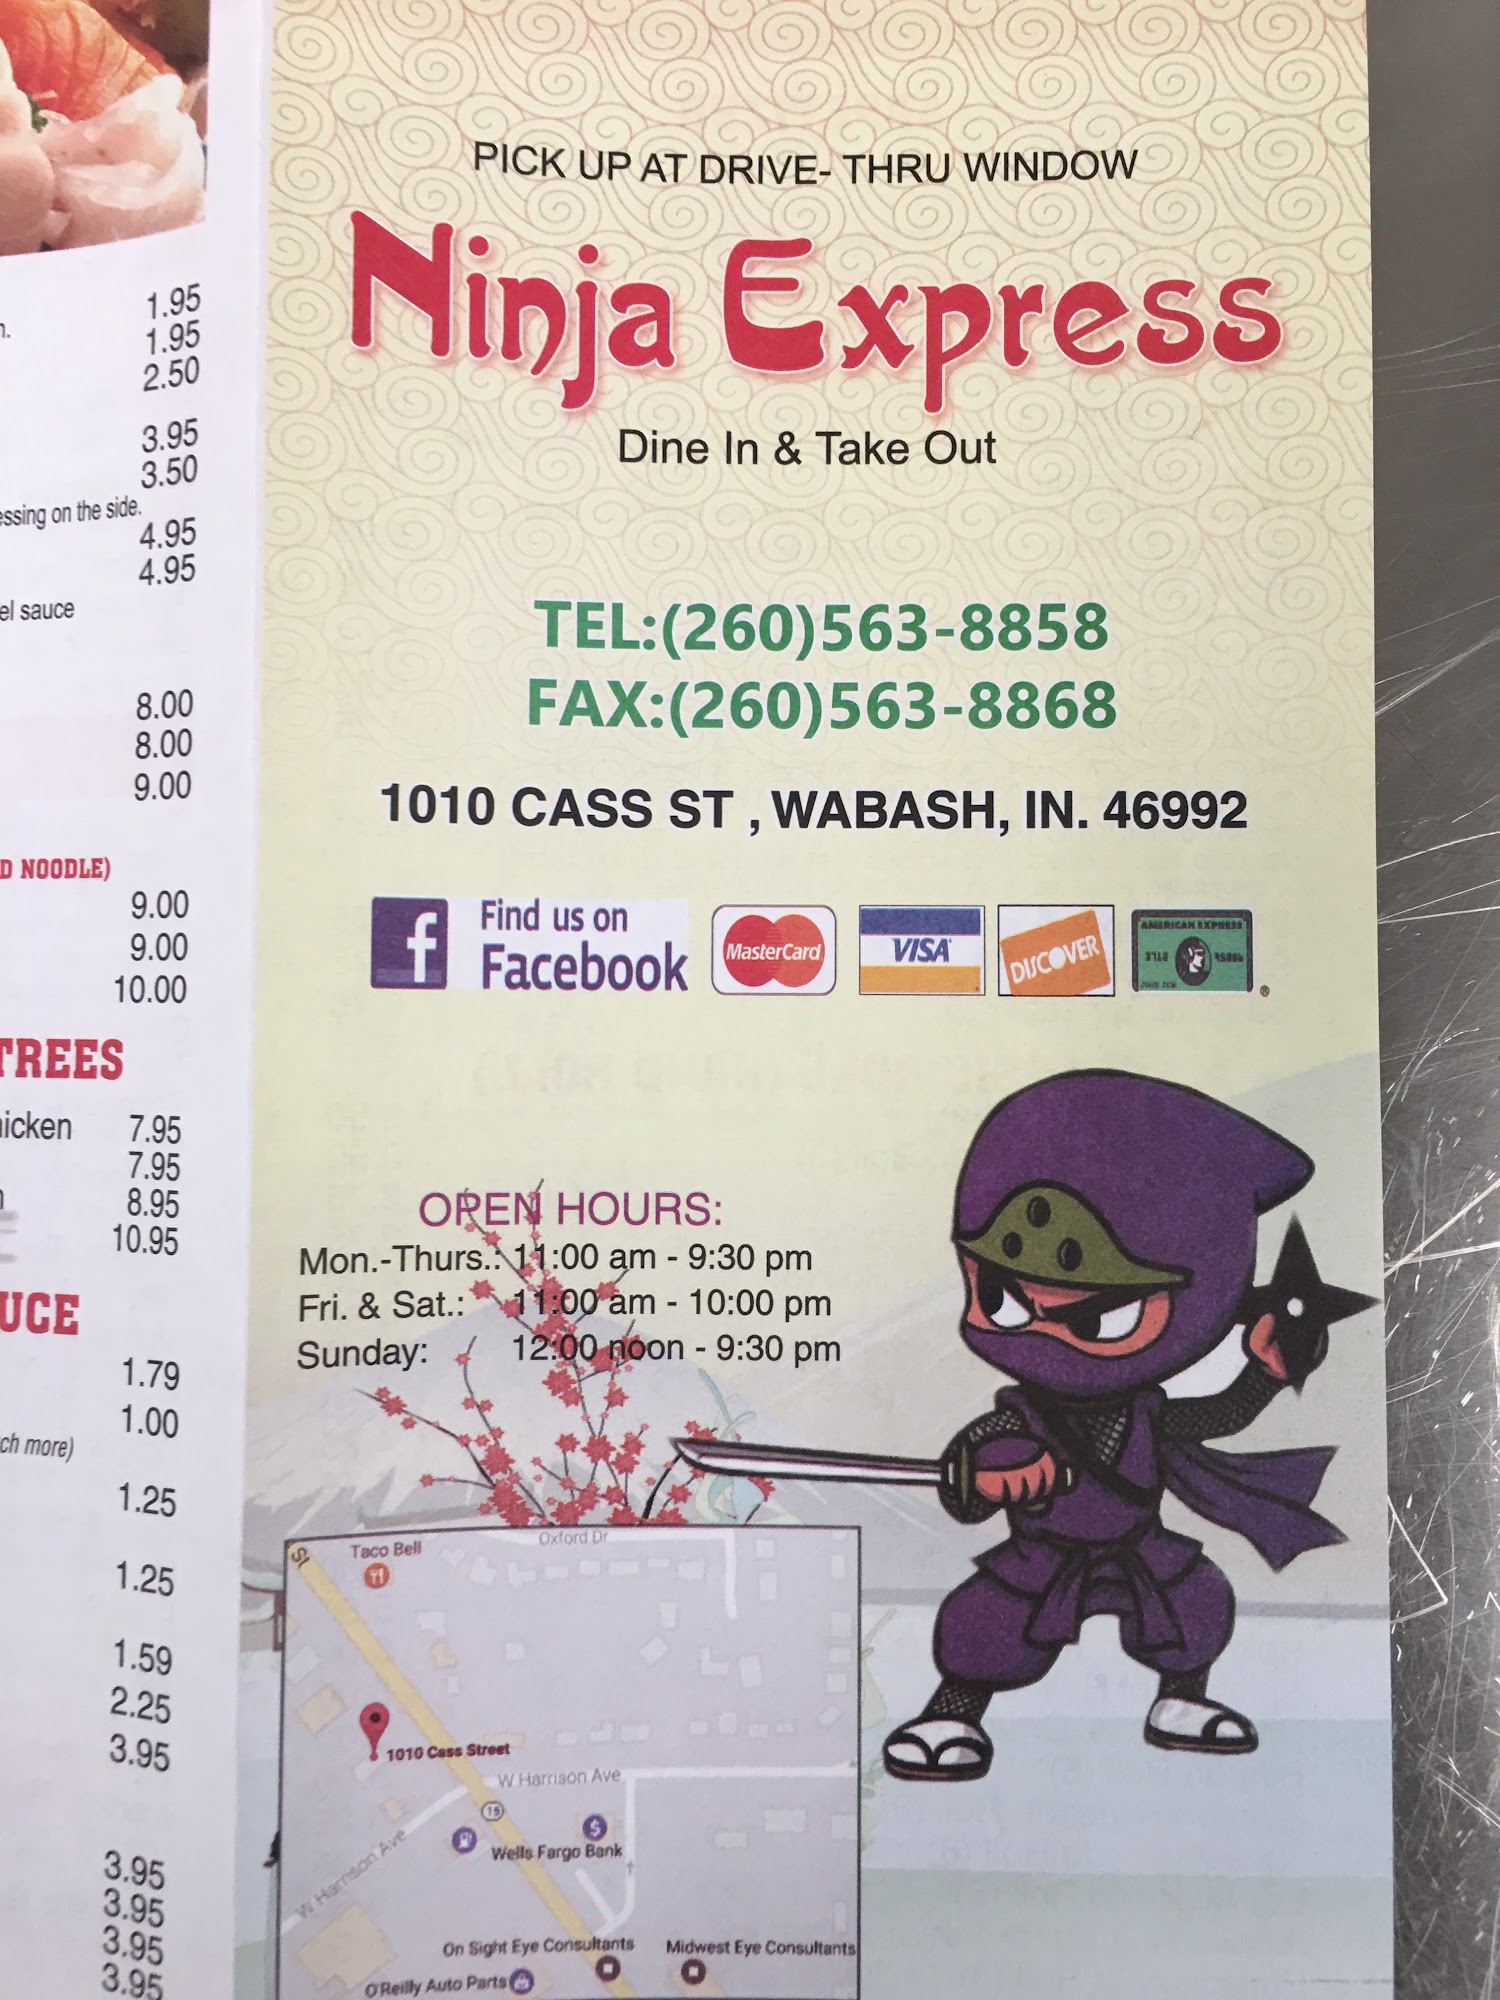 1.95
n.
1.95
2.50
3.95
3.50
essing on the side.
4.95
4.95
el sauce
8.00
8.00
9.00
D NOODLE)
9.00
9.00
10.00
TREES
hicken 7.95
7.95
n 8.95
10.95
UCE
1.79
1.00
ch more)
1.25
1.25
1.59
2.25
3.95
3.95
3.95
3.95
3.95
PICK UP AT DRIVE- THRU WINDOW
Ninja Express
Dine In & Take Out
TEL:(260)563-8858
FAX:(260)563-8868
1010 CASS ST , WABASH, IN. 46992
f
Find us on
Facebook
MasterCard
VISA
DISCOVER
AMERICAN EXPRESS
3712 95006
®
OPEN HOURS:
Mon.-Thurs.: 11:00 am - 9:30 pm
Fri. & Sat.: 11:00 am - 10:00 pm
Sunday: 12:00 noon - 9:30 pm
St
Taco Bell
Oxford Dr
1010 Cass Street
W Harrison Ave
15
$
Wells Fargo Bank
W Harrison Ave
On Sight Eye Consultants
Midwest Eye Consultants
O'Reilly Auto Parts